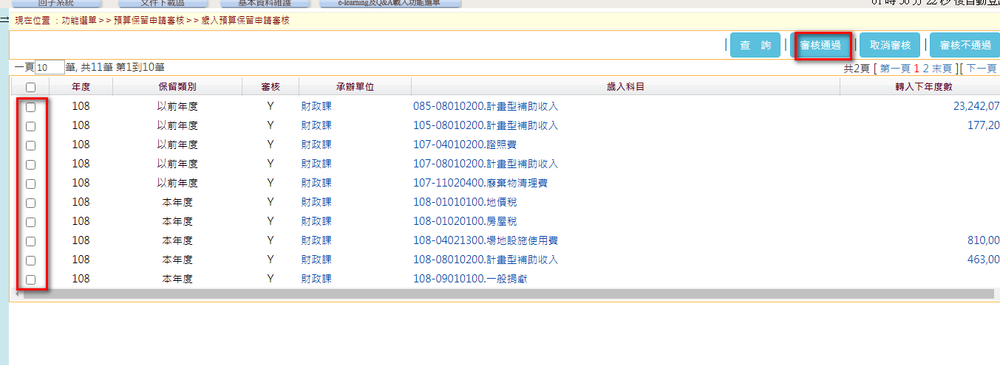 回子系統 文件下載區 基本資料維護 e-learning及Q&A載入功能選單
01 時 50 分 22 秒 後自動登
現在位置 : 功能選單>> 預算保留申請審核>> 歲入預算保留申請審核
| 查 詢 | 審核通過 | 取消審核 | 審核不通過
一頁10筆, 共11筆 第1到10筆 共2頁 [ 第一頁 1 2 末頁 ][ 下一頁
年度 保留類別 審核 承辦單位 歲入科目 轉入下年度數
108 以前年度 Y 財政課 085-08010200.計畫型補助收入 23,242,07
108 以前年度 Y 財政課 105-08010200.計畫型補助收入 177,20
108 以前年度 Y 財政課 107-04010200.證照費
108 以前年度 Y 財政課 107-08010200.計畫型補助收入
108 以前年度 Y 財政課 107-11020400.廢棄物清理費
108 本年度 Y 財政課 108-01010100.地價稅
108 本年度 Y 財政課 108-01020100.房屋稅
108 本年度 Y 財政課 108-04021300.場地設施使用費 810,00
108 本年度 Y 財政課 108-08010200.計畫型補助收入 463,00
108 本年度 Y 財政課 108-09010100.一般捐獻